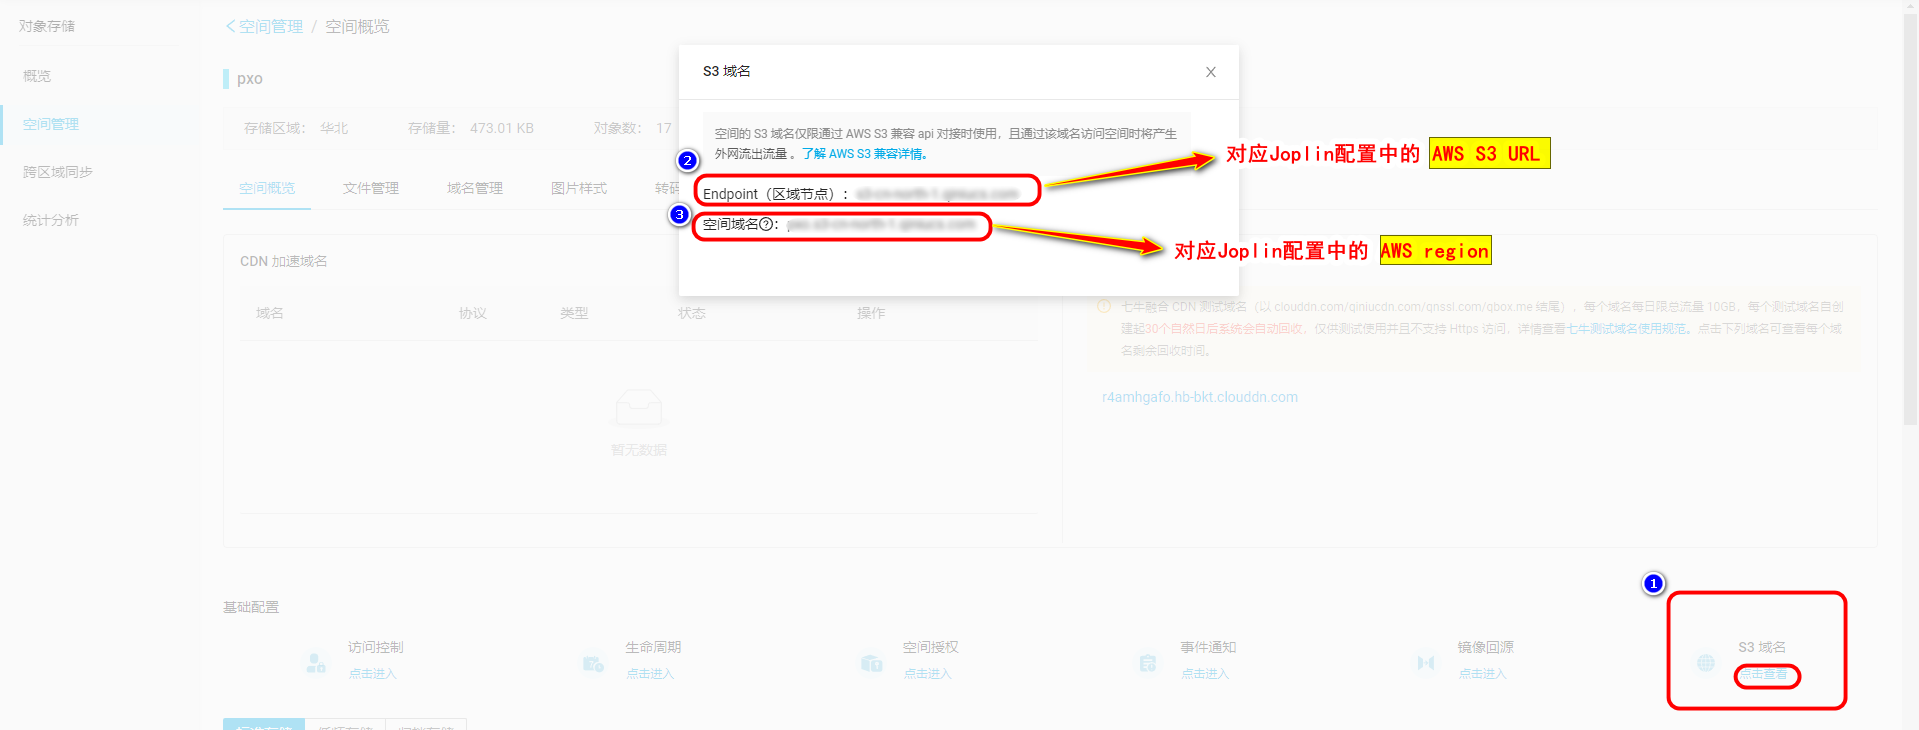 对象存储
概览
空间管理
跨区域同步
统计分析
空间管理 / 空间概览
pxo
存储区域： 华北 存储量： 473.01 KB 对象数： 17
空间概览 文件管理 域名管理 图片样式 转码
S3 域名
空间的 S3 域名仅限通过 AWS S3 兼容 api 对接时使用，且通过该域名访问空间时将产生
外网流出流量 。了解 AWS S3 兼容详情。
2
Endpoint（区域节点）：
3
空间域名?：
对应Joplin配置中的 AWS S3 URL
对应Joplin配置中的 AWS region
CDN 加速域名
域名 协议 类型 状态 操作
暂无数据
七牛融合 CDN 测试域名（以 clouddn.com/qiniucdn.com/qnssl.com/qbox.me 结尾），每个域名每日限总流量 10GB，每个测试域名自创
建起30个自然日后系统会自动回收，仅供测试使用并且不支持 Https 访问，详情查看七牛测试域名使用规范。点击下列域名可查看每个域
名剩余回收时间。
r4amhgafo.hb-bkt.clouddn.com
基础配置
1
访问控制 生命周期 空间授权 事件通知 镜像回源 S3 域名
点击进入 点击进入 点击进入 点击进入 点击进入 点击查看